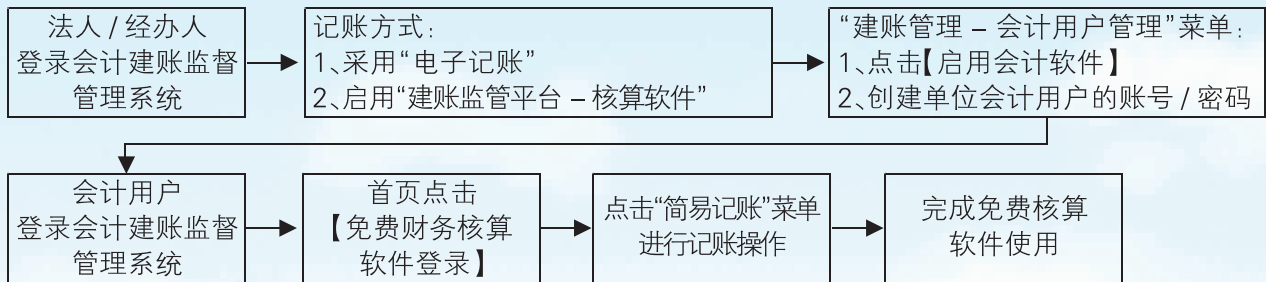 法人 / 经办人
登录会计建账监督
管理系统
记账方式：
1、采用“电子记账”
2、启用“建账监管平台 – 核算软件”
“建账管理 – 会计用户管理”菜单：
1、点击【启用会计软件】
2、创建单位会计用户的账号 / 密码
会计用户
登录会计建账监督
管理系统
首页点击
【免费财务核算
软件登录】
点击“简易记账”菜单
进行记账操作
完成免费核算
软件使用